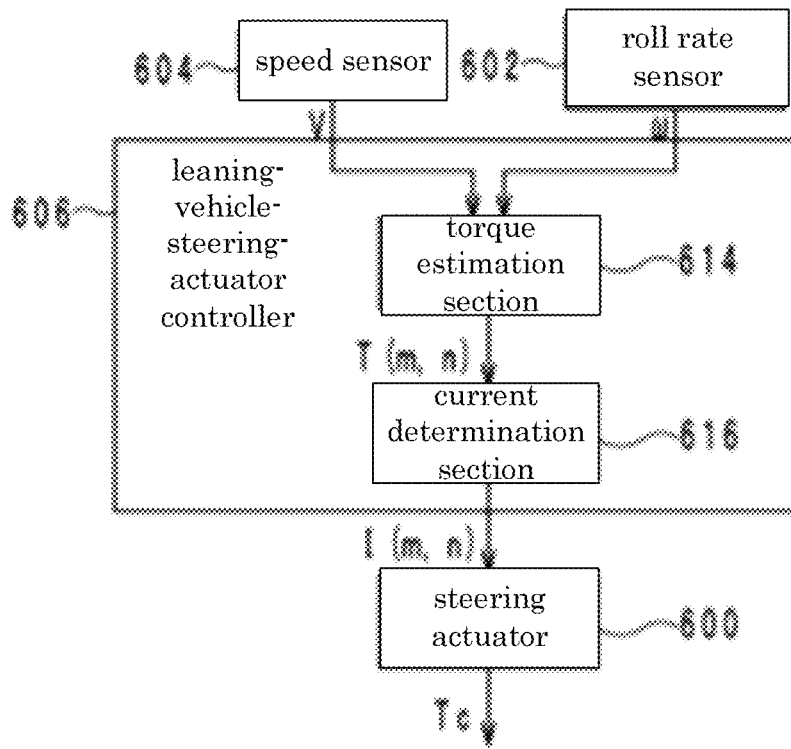 604
speed sensor
602
roll rate
sensor
V
ω
606
leaning-
vehicle-
steering-
actuator
controller
torque
estimation
section
614
T (m, n)
current
determination
section
616
I (m, n)
steering
actuator
600
Tc